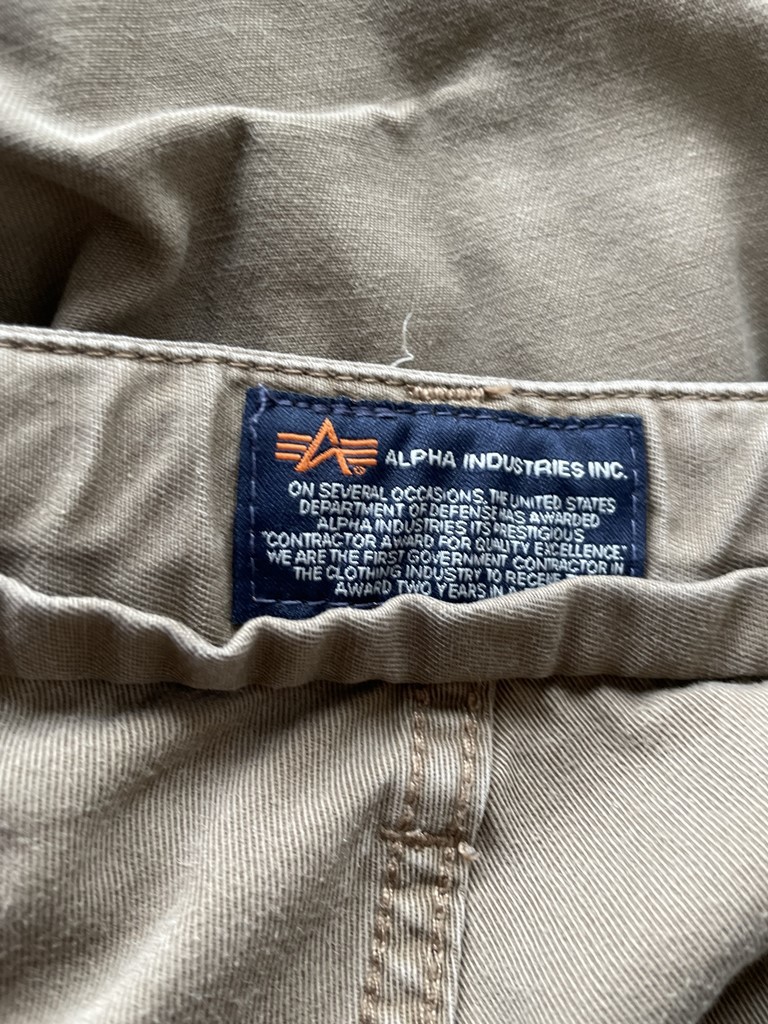 ALPHA INDUSTRIES INC.
ON SEVERAL OCCASIONS, THE UNITED STATES
DEPARTMENT OF DEFENSE HAS AWARDED
ALPHA INDUSTRIES ITS PRESTIGIOUS
"CONTRACTOR AWARD FOR QUALITY EXCELLENCE"
WE ARE THE FIRST GOVERNMENT CONTRACTOR IN
THE CLOTHING INDUSTRY TO RECEIVE
AWARD TWO YEARS IN